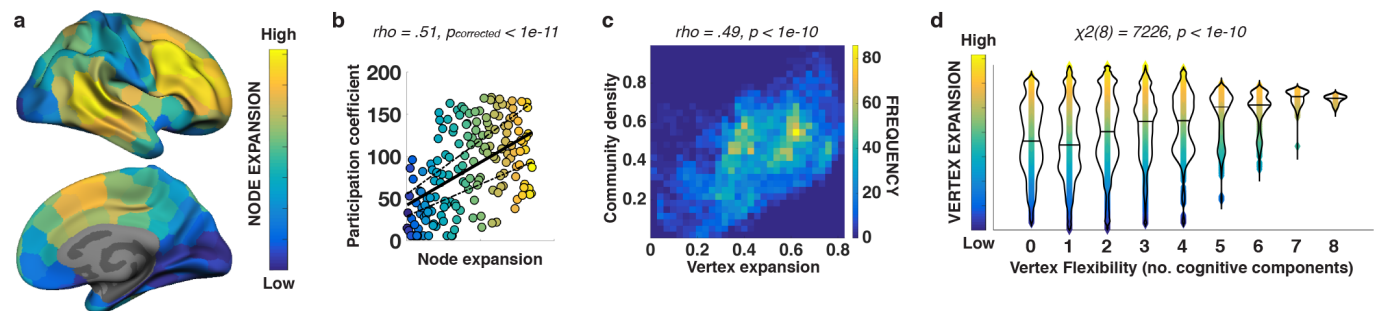 a
High
NODE EXPANSION
Low
b
rho = .51, pcorrected < 1e-11
Participation coefficient
200
150
100
50
0
Node expansion
c
rho = .49, p < 1e-10
Community density
0.8
0.6
0.4
0.2
0 0.2 0.4 0.6 0.8
Vertex expansion
80
60
40
20
0
FREQUENCY
d
χ2(8) = 7226, p < 1e-10
High
VERTEX EXPANSION
Low
0 1 2 3 4 5 6 7 8
Vertex Flexibility (no. cognitive components)